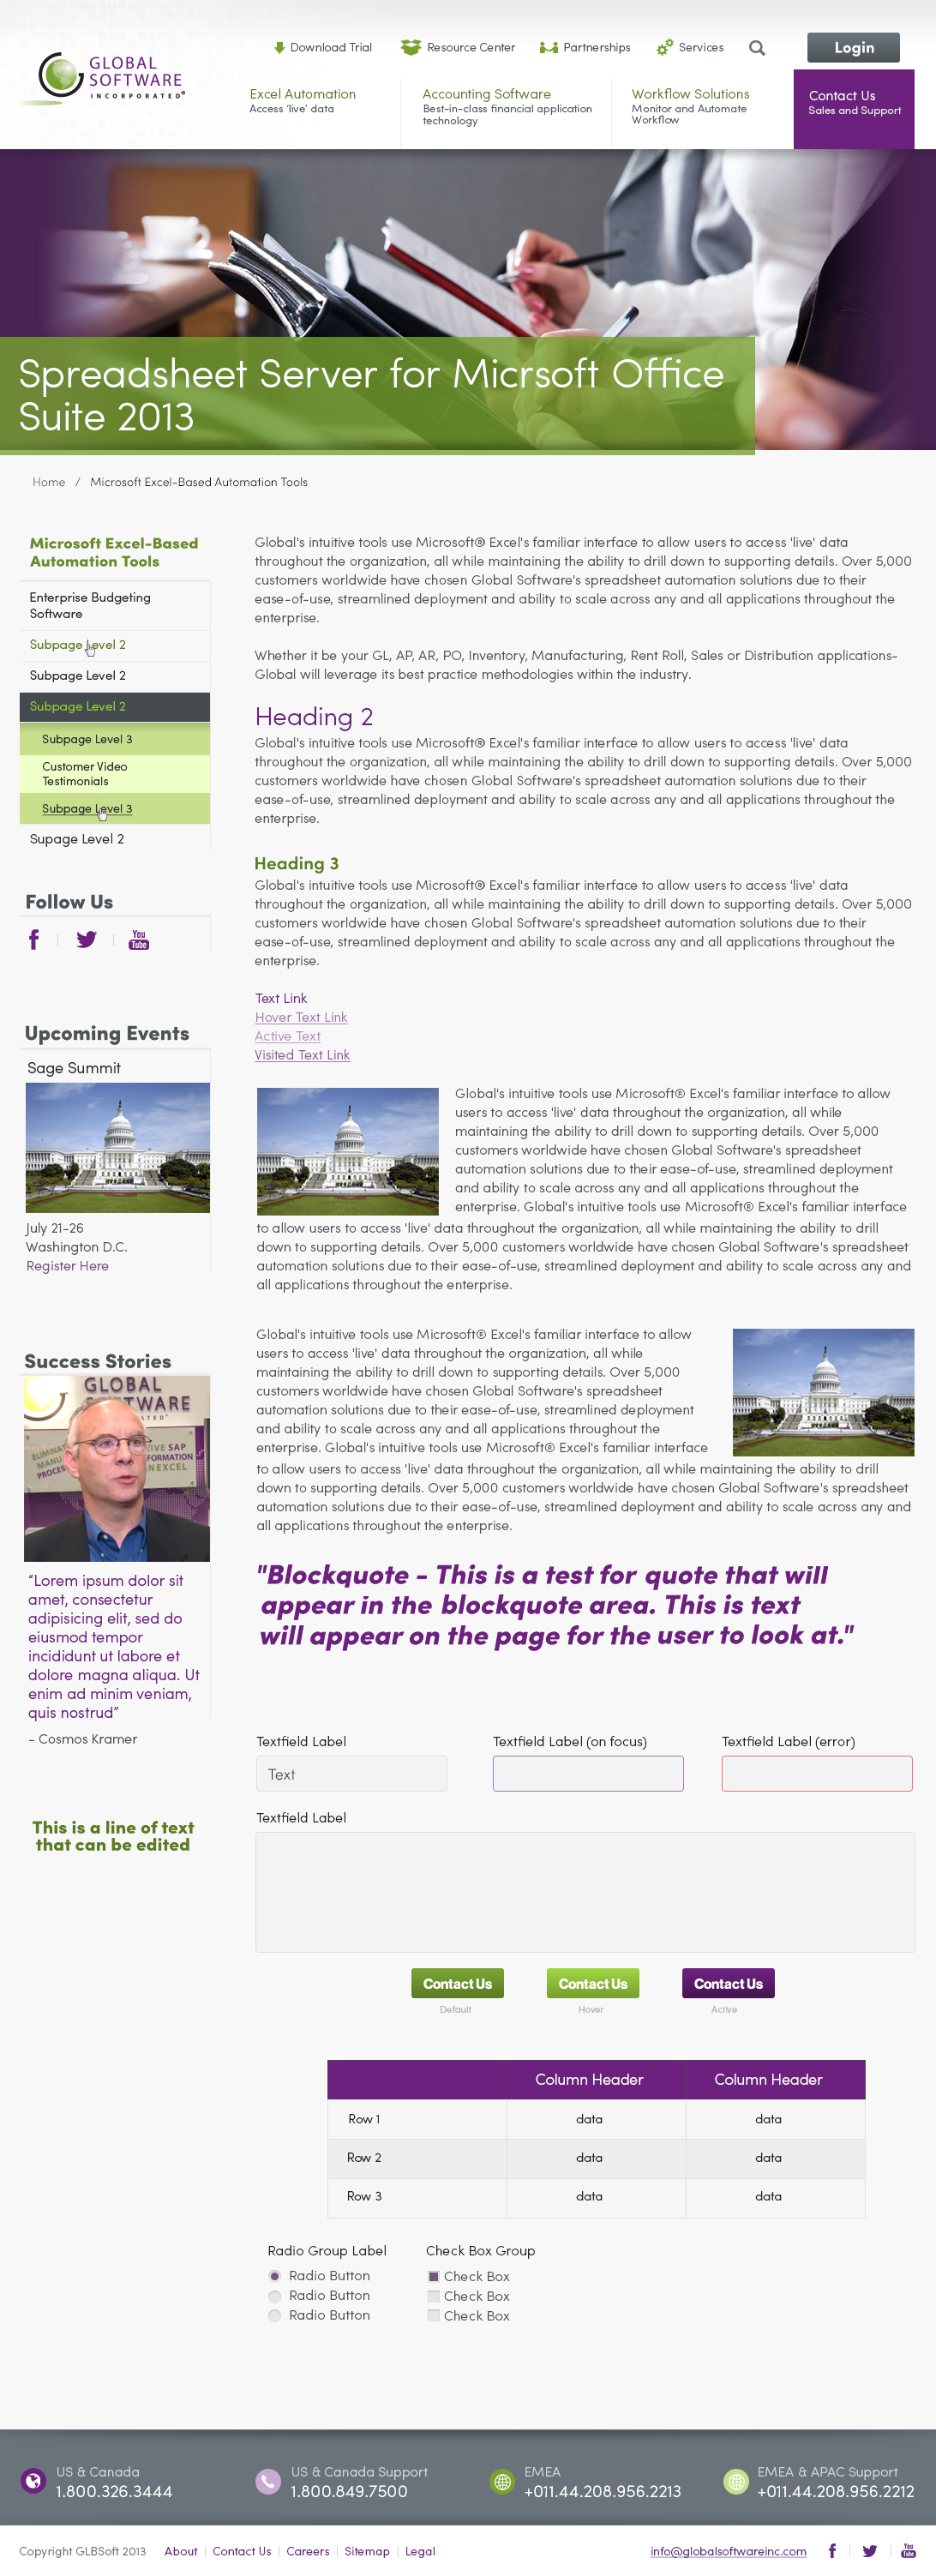 Download Trial
Resource Center
Partnerships
Services
Login
GLOBAL
SOFTWARE
INCORPORATED®
Excel Automation
Access 'live' data
Accounting Software
Best-in-class financial application
technology
Workflow Solutions
Monitor and Automate
Workflow
Contact Us
Sales and Support
Spreadsheet Server for Micrsoft Office
Suite 2013
Home / Microsoft Excel-Based Automation Tools
Microsoft Excel-Based
Automation Tools
Enterprise Budgeting
Software
Subpage Level 2
Subpage Level 2
Subpage Level 2
Subpage Level 3
Customer Video
Testimonials
Subpage Level 3
Supage Level 2
Follow Us
You
Tube
Upcoming Events
Sage Summit
July 21-26
Washington D.C.
Register Here
Success Stories
GLOBAL
SOFTWARE
“Lorem ipsum dolor sit
amet, consectetur
adipisicing elit, sed do
eiusmod tempor
incididunt ut labore et
dolore magna aliqua. Ut
enim ad minim veniam,
quis nostrud”
- Cosmos Kramer
This is a line of text
that can be edited
Global's intuitive tools use Microsoft® Excel's familiar interface to allow users to access 'live' data
throughout the organization, all while maintaining the ability to drill down to supporting details. Over 5,000
customers worldwide have chosen Global Software's spreadsheet automation solutions due to their
ease-of-use, streamlined deployment and ability to scale across any and all applications throughout the
enterprise.
Whether it be your GL, AP, AR, PO, Inventory, Manufacturing, Rent Roll, Sales or Distribution applications-
Global will leverage its best practice methodologies within the industry.
Heading 2
Global's intuitive tools use Microsoft® Excel's familiar interface to allow users to access 'live' data
throughout the organization, all while maintaining the ability to drill down to supporting details. Over 5,000
customers worldwide have chosen Global Software's spreadsheet automation solutions due to their
ease-of-use, streamlined deployment and ability to scale across any and all applications throughout the
enterprise.
Heading 3
Global's intuitive tools use Microsoft® Excel's familiar interface to allow users to access 'live' data
throughout the organization, all while maintaining the ability to drill down to supporting details. Over 5,000
customers worldwide have chosen Global Software's spreadsheet automation solutions due to their
ease-of-use, streamlined deployment and ability to scale across any and all applications throughout the
enterprise.
Text Link
Hover Text Link
Active Text
Visited Text Link
Global's intuitive tools use Microsoft® Excel's familiar interface to allow
users to access 'live' data throughout the organization, all while
maintaining the ability to drill down to supporting details. Over 5,000
customers worldwide have chosen Global Software's spreadsheet
automation solutions due to their ease-of-use, streamlined deployment
and ability to scale across any and all applications throughout the
enterprise. Global's intuitive tools use Microsoft® Excel's familiar interface
to allow users to access 'live' data throughout the organization, all while maintaining the ability to drill
down to supporting details. Over 5,000 customers worldwide have chosen Global Software's spreadsheet
automation solutions due to their ease-of-use, streamlined deployment and ability to scale across any and
all applications throughout the enterprise.
Global's intuitive tools use Microsoft® Excel's familiar interface to allow
users to access 'live' data throughout the organization, all while
maintaining the ability to drill down to supporting details. Over 5,000
customers worldwide have chosen Global Software's spreadsheet
automation solutions due to their ease-of-use, streamlined deployment
and ability to scale across any and all applications throughout the
enterprise. Global's intuitive tools use Microsoft® Excel's familiar interface
to allow users to access 'live' data throughout the organization, all while maintaining the ability to drill
down to supporting details. Over 5,000 customers worldwide have chosen Global Software's spreadsheet
automation solutions due to their ease-of-use, streamlined deployment and ability to scale across any and
all applications throughout the enterprise.
"Blockquote - This is a test for quote that will
appear in the blockquote area. This is text
will appear on the page for the user to look at."
Textfield Label
Textfield Label (on focus)
Textfield Label (error)
Text
Textfield Label
Contact Us
Contact Us
Contact Us
Default
Hover
Active
Column Header
Column Header
Row 1 data data
Row 2 data data
Row 3 data data
Radio Group Label
Check Box Group
Radio Button
Check Box
Radio Button
Check Box
Radio Button
Check Box
US & Canada
1.800.326.3444
US & Canada Support
1.800.849.7500
EMEA
+011.44.208.956.2213
EMEA & APAC Support
+011.44.208.956.2212
Copyright GLBSoft 2013
About | Contact Us | Careers | Sitemap | Legal
info@globalsoftwareinc.com
You
Tube